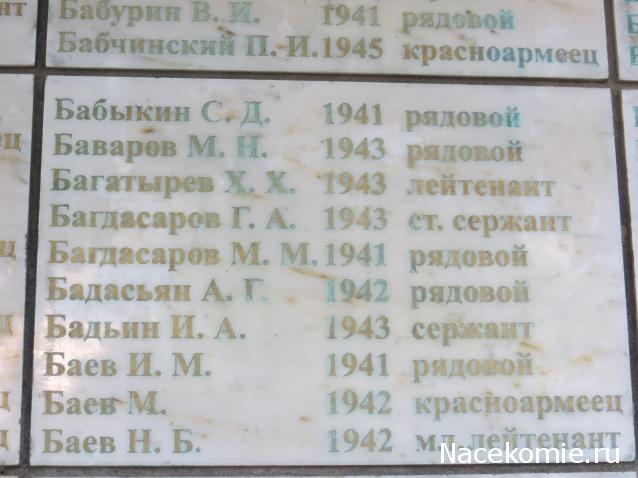 Бабурин В. И. 1941 рядовой
Бабчинский П. И. 1945 красноармеец
Бабыкин С. Д. 1941 рядовой
Баваров М. Н. 1943 рядовой
Багатырев Х. Х. 1943 лейтенант
Багдасаров Г. А. 1943 ст. сержант
Багдасаров М. М. 1941 рядовой
Бадасьян А. Г. 1942 рядовой
Бадьин И. А. 1943 сержант
Баев И. М. 1941 рядовой
Баев М. 1942 красноармеец
Баев Н. Б. 1942 мл. лейтенант
Nacekomie.ru